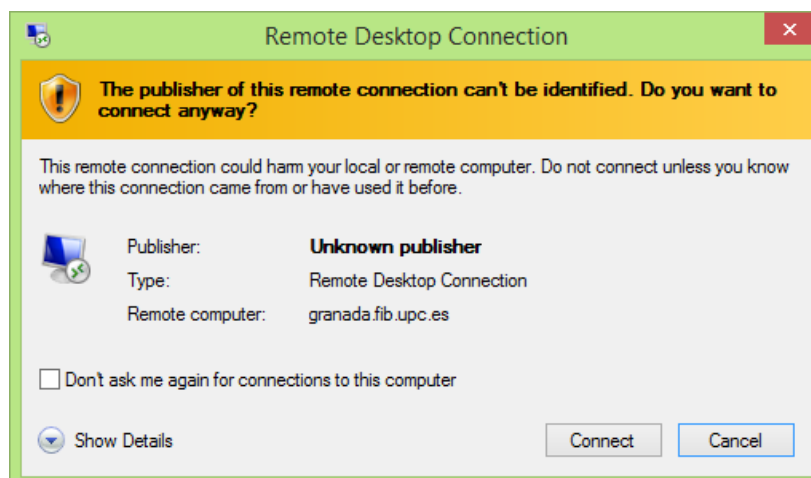 Remote Desktop Connection
The publisher of this remote connection can't be identified. Do you want to
connect anyway?
This remote connection could harm your local or remote computer. Do not connect unless you know
where this connection came from or have used it before.
Publisher: Unknown publisher
Type: Remote Desktop Connection
Remote computer: granada.fib.upc.es
Don't ask me again for connections to this computer
Show Details Connect Cancel